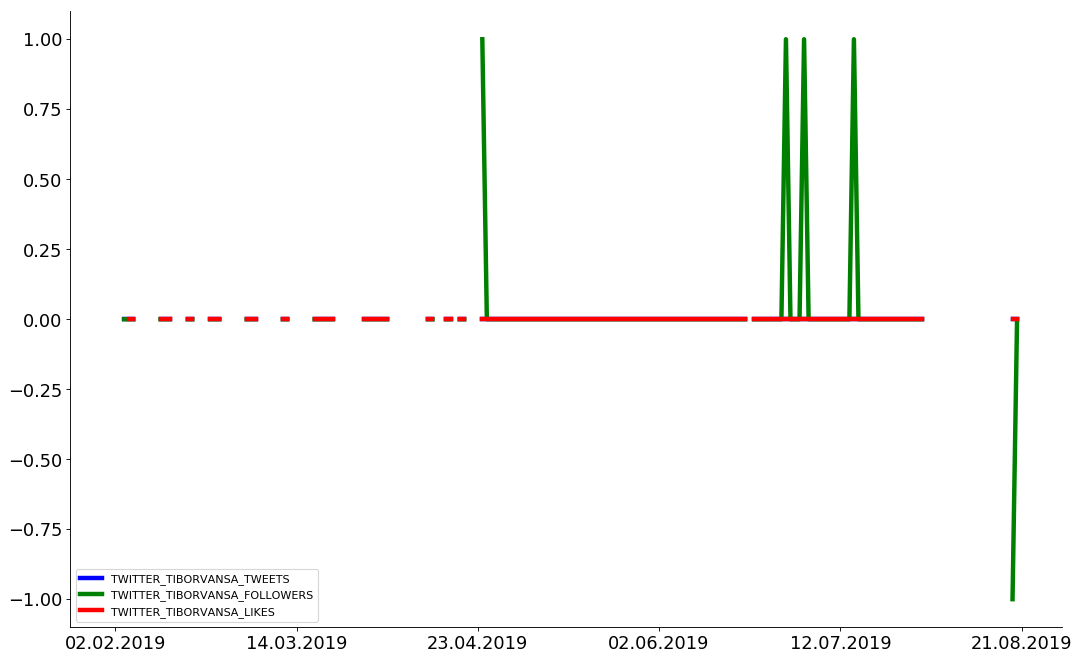 1.00
0.75
0.50
0.25
0.00
−0.25
−0.50
−0.75
−1.00
TWITTER_TIBORVANSA_TWEETS
TWITTER_TIBORVANSA_FOLLOWERS
TWITTER_TIBORVANSA_LIKES
02.02.2019 14.03.2019 23.04.2019 02.06.2019 12.07.2019 21.08.2019